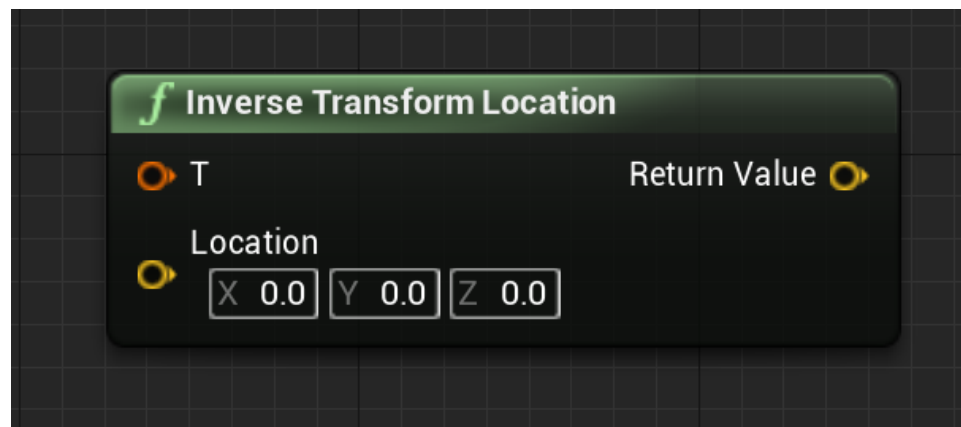 f Inverse Transform Location
T Return Value
Location
X 0.0 Y 0.0 Z 0.0